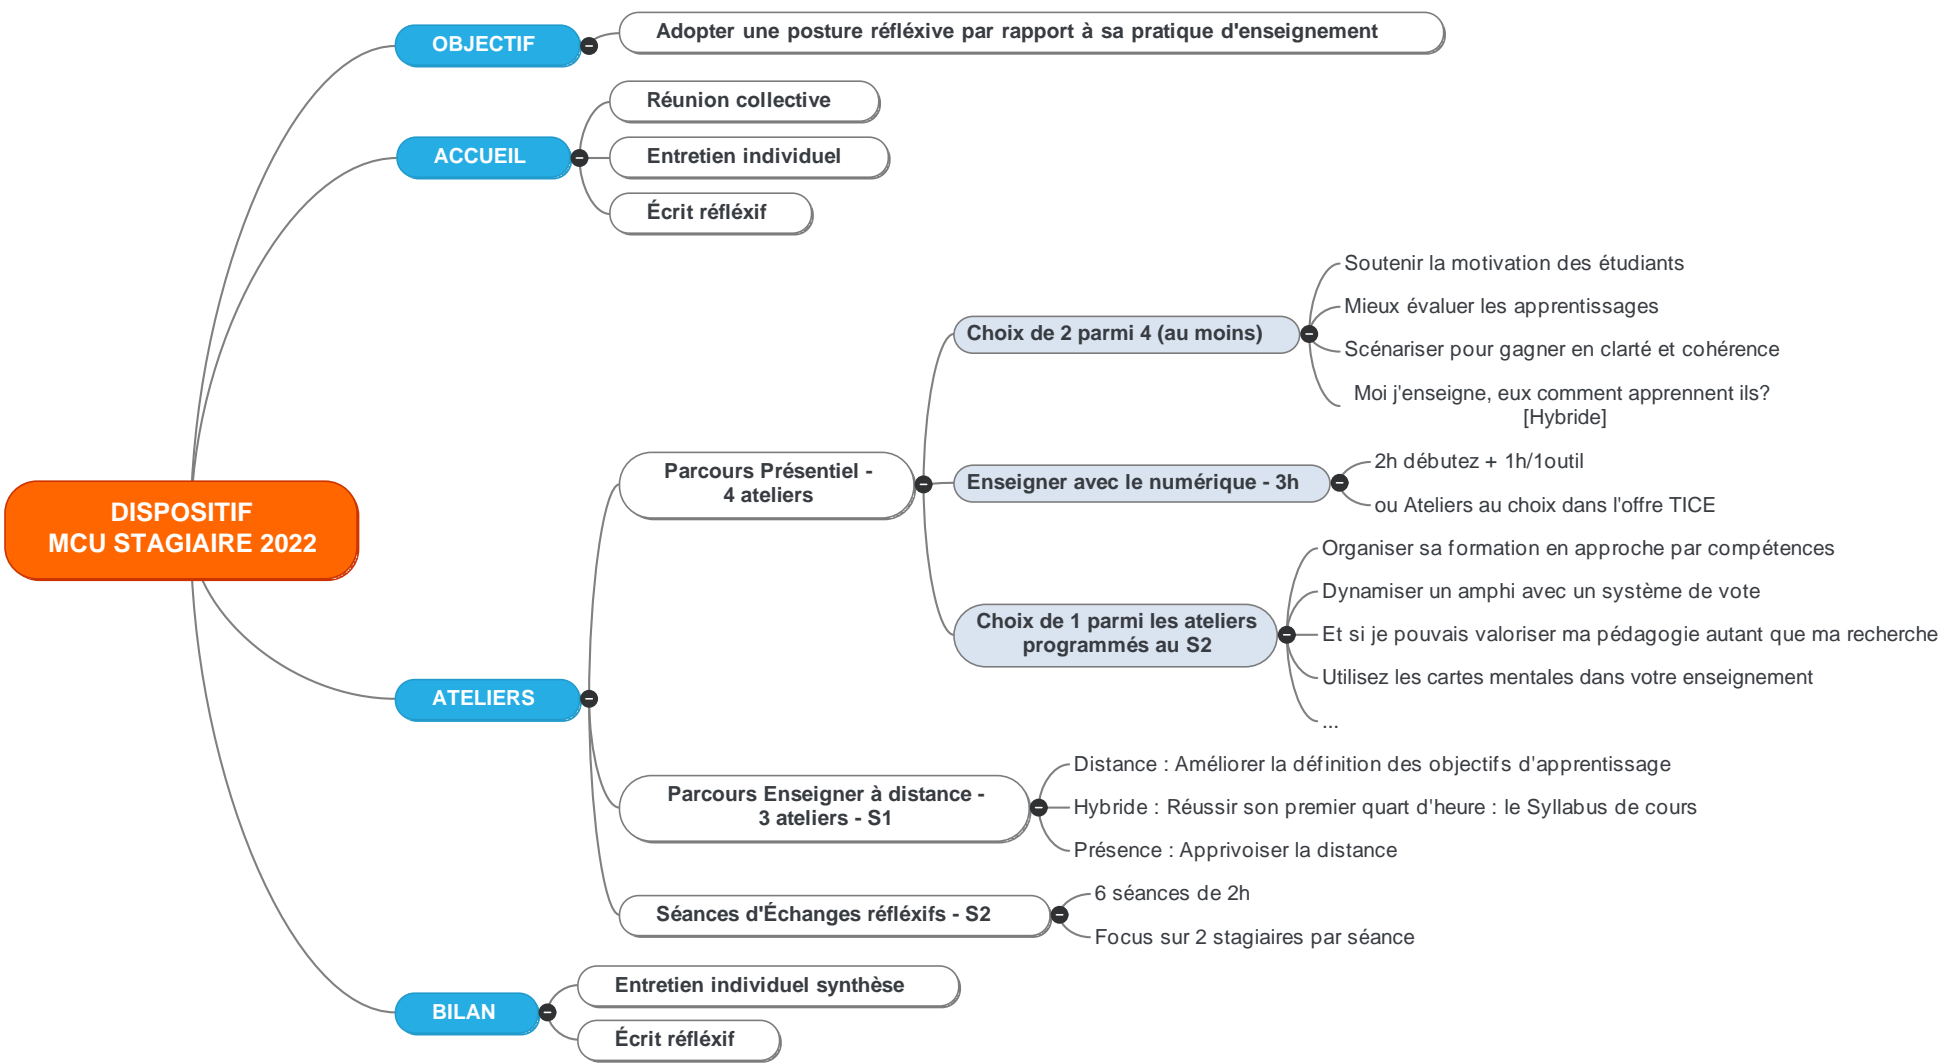 DISPOSITIF
MCU STAGIAIRE 2022
OBJECTIF
Adopter une posture réfléxive par rapport à sa pratique d'enseignement
ACCUEIL
Réunion collective
Entretien individuel
Écrit réfléxif
ATELIERS
Parcours Présentiel -
4 ateliers
Choix de 2 parmi 4 (au moins)
Soutenir la motivation des étudiants
Mieux évaluer les apprentissages
Scénariser pour gagner en clarté et cohérence
Moi j'enseigne, eux comment apprennent ils?
[Hybride]
Enseigner avec le numérique - 3h
2h débutez + 1h/1outil
ou Ateliers au choix dans l'offre TICE
Choix de 1 parmi les ateliers
programmés au S2
Organiser sa formation en approche par compétences
Dynamiser un amphi avec un système de vote
Et si je pouvais valoriser ma pédagogie autant que ma recherche
Utilisez les cartes mentales dans votre enseignement
...
Parcours Enseigner à distance -
3 ateliers - S1
Distance : Améliorer la définition des objectifs d'apprentissage
Hybride : Réussir son premier quart d'heure : le Syllabus de cours
Présence : Apprivoiser la distance
Séances d'Échanges réfléxifs - S2
6 séances de 2h
Focus sur 2 stagiaires par séance
BILAN
Entretien individuel synthèse
Écrit réfléxif